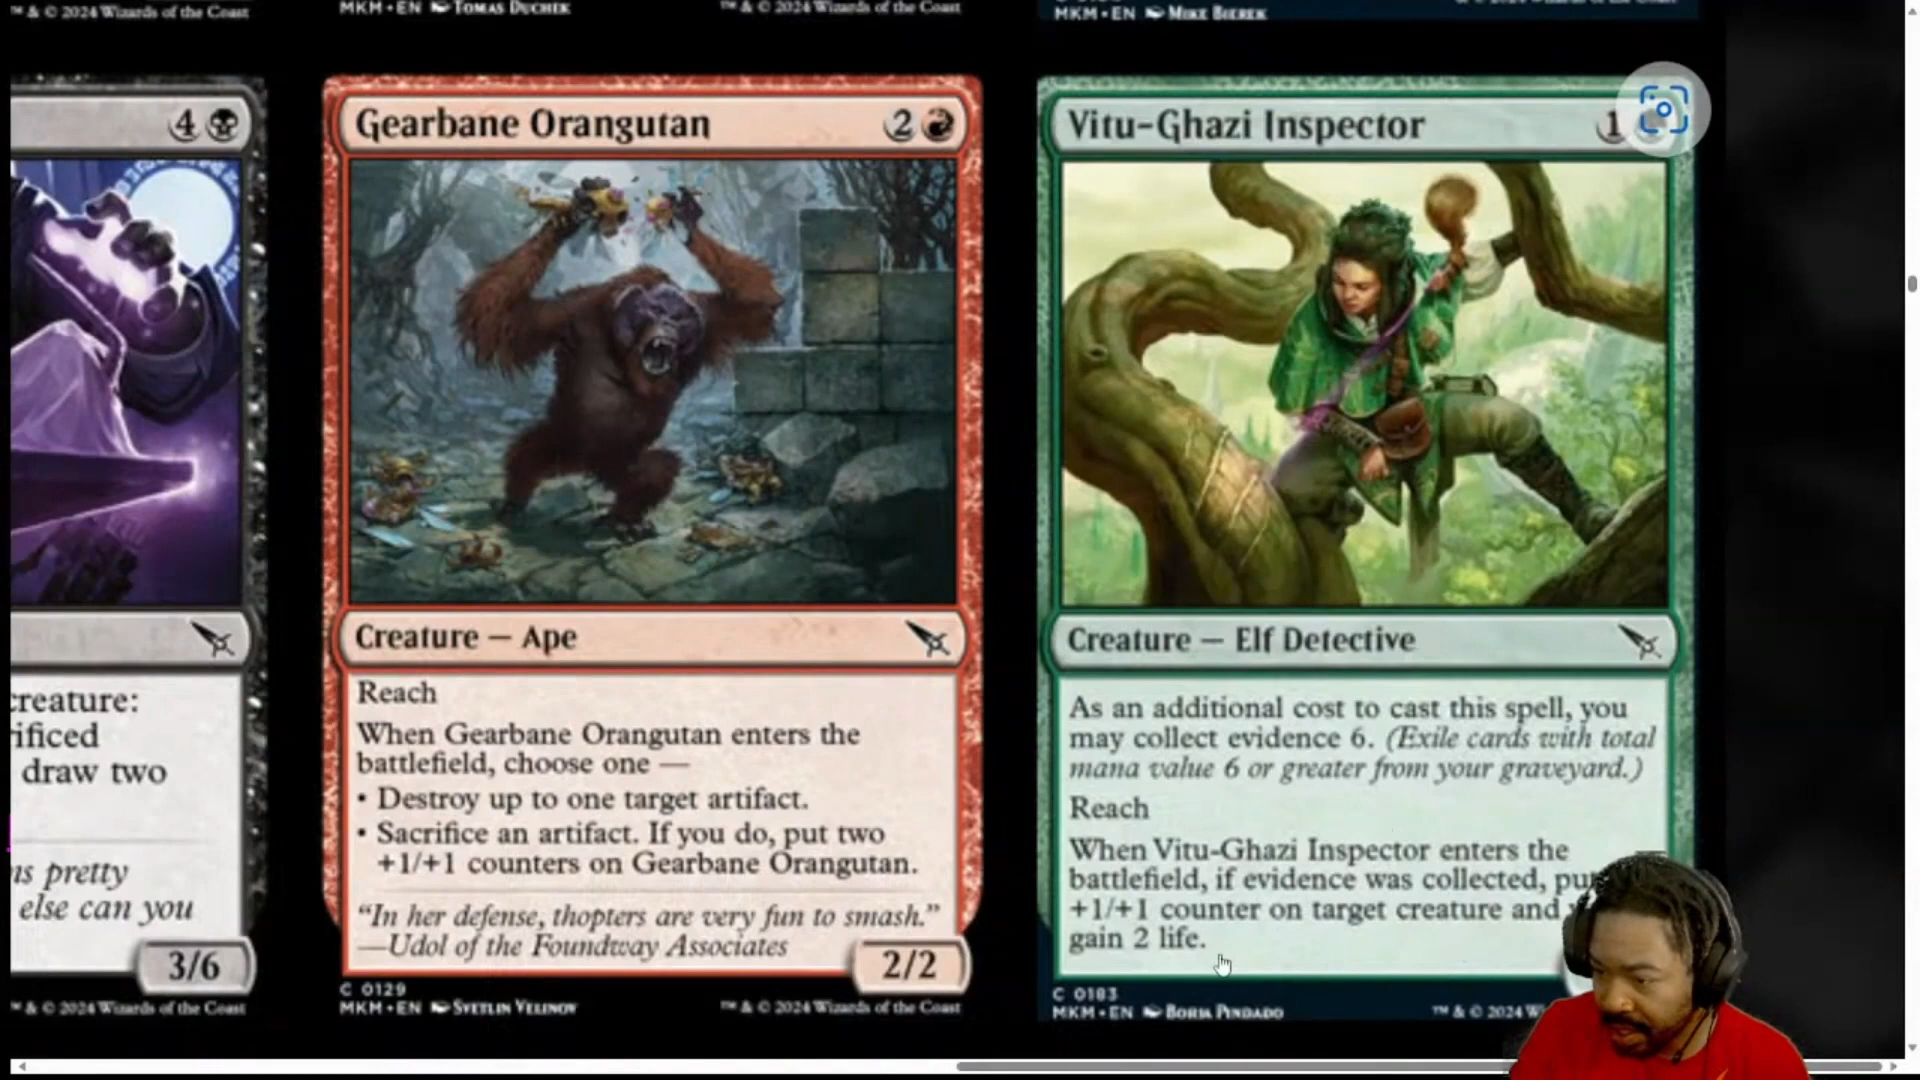 ™ & © 2024 Wizards of the Coast
MKM • EN Tomas Duchek
™ & © 2024 Wizards of the Coast
MKM • EN
4
creature:
draw two
pretty
else can you
3/6
™ & © 2024 Wizards of the Coast
Gearbane Orangutan
2
Creature — Ape
Reach
When Gearbane Orangutan enters the
battlefield, choose one —
• Destroy up to one target artifact.
• Sacrifice an artifact. If you do, put two
+1/+1 counters on Gearbane Orangutan.
“In her defense, thopters are very fun to smash.”
—Udol of the Foundway Associates
2/2
C 0129
MKM • EN Svetlin Velinov
™ & © 2024 Wizards of the Coast
Vitu-Ghazi Inspector
1
Creature — Elf Detective
As an additional cost to cast this spell, you
may collect evidence 6. (Exile cards with total
mana value 6 or greater from your graveyard.)
Reach
When Vitu-Ghazi Inspector enters the
battlefield, if evidence was collected,
+1/+1 counter on target creature and
gain 2 life.
C 0183
MKM • EN Borja Pindado
™ & © 2024